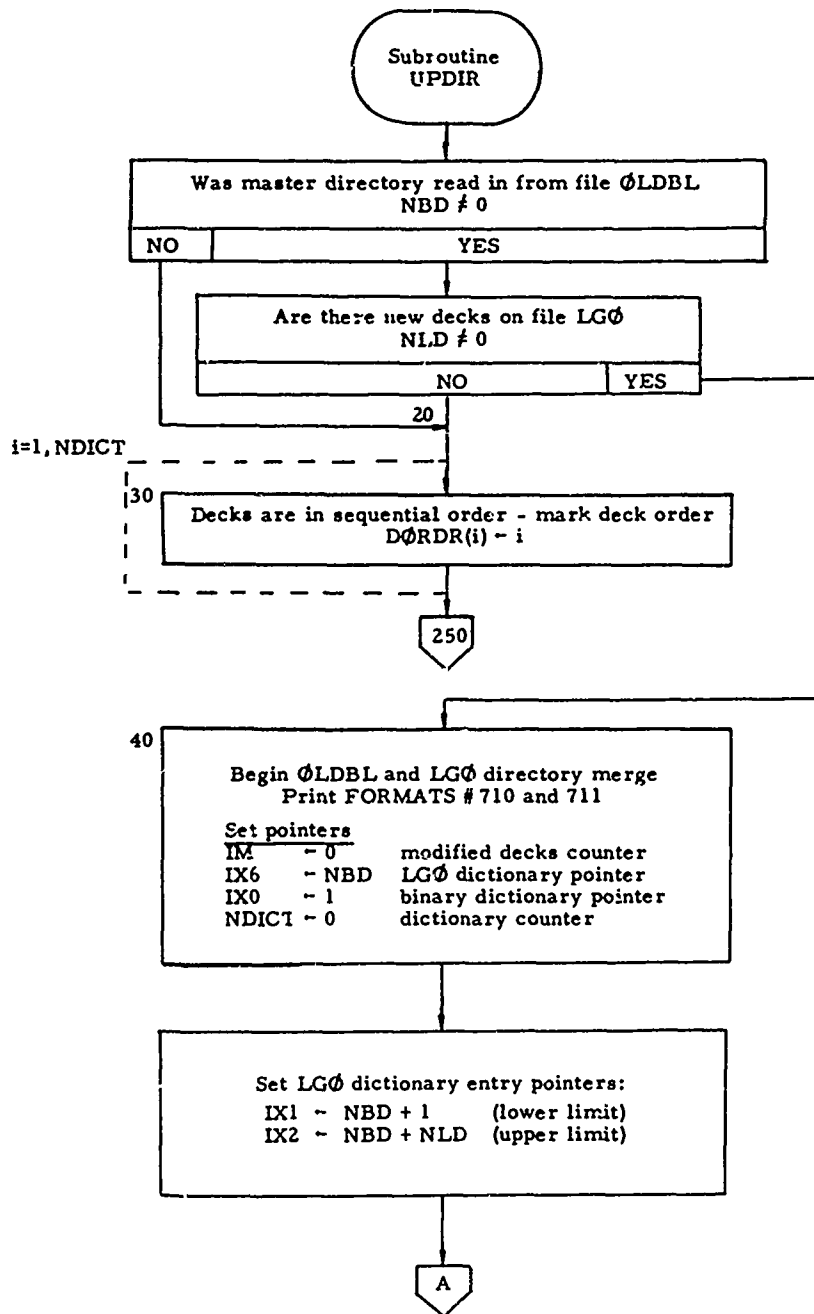 Subroutine
UPDIR
Was master directory read in from file ØLDBL
NBD ≠ 0
NO YES
Are there new decks on file LGØ
NLD ≠ 0
NO YES
20
i=1, NDICT
30
Decks are in sequential order - mark deck order
DØRDR(i) ← i
250
40
Begin ØLDBL and LGØ directory merge
Print FORMATS #710 and 711
Set pointers
IM ← 0 modified decks counter
IX6 ← NBD LGØ dictionary pointer
IX0 ← 1 binary dictionary pointer
NDICT ← 0 dictionary counter
Set LGØ dictionary entry pointers:
IX1 ← NBD + 1 (lower limit)
IX2 ← NBD + NLD (upper limit)
A